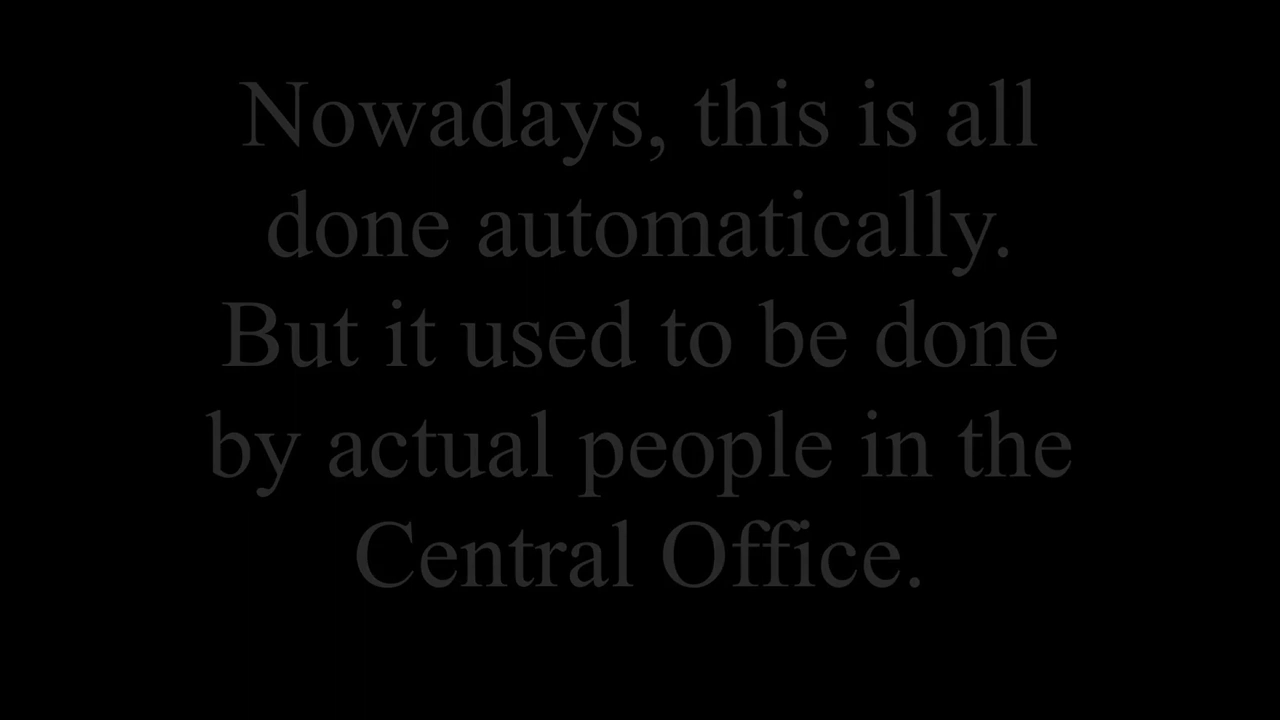 Nowadays, this is all
done automatically.
But it used to be done
by actual people in the
Central Office.